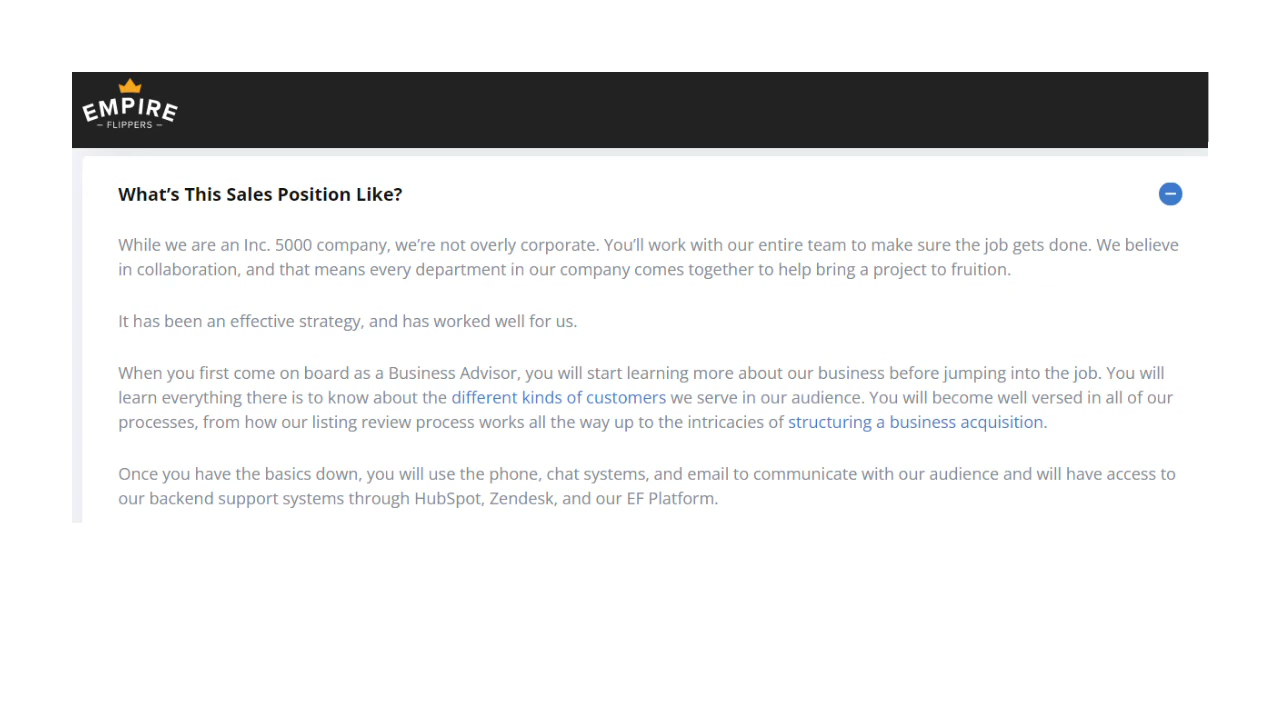 EMPIRE
– FLIPPERS –
What’s This Sales Position Like?
While we are an Inc. 5000 company, we’re not overly corporate. You’ll work with our entire team to make sure the job gets done. We believe
in collaboration, and that means every department in our company comes together to help bring a project to fruition.
It has been an effective strategy, and has worked well for us.
When you first come on board as a Business Advisor, you will start learning more about our business before jumping into the job. You will
learn everything there is to know about the different kinds of customers we serve in our audience. You will become well versed in all of our
processes, from how our listing review process works all the way up to the intricacies of structuring a business acquisition.
Once you have the basics down, you will use the phone, chat systems, and email to communicate with our audience and will have access to
our backend support systems through HubSpot, Zendesk, and our EF Platform.